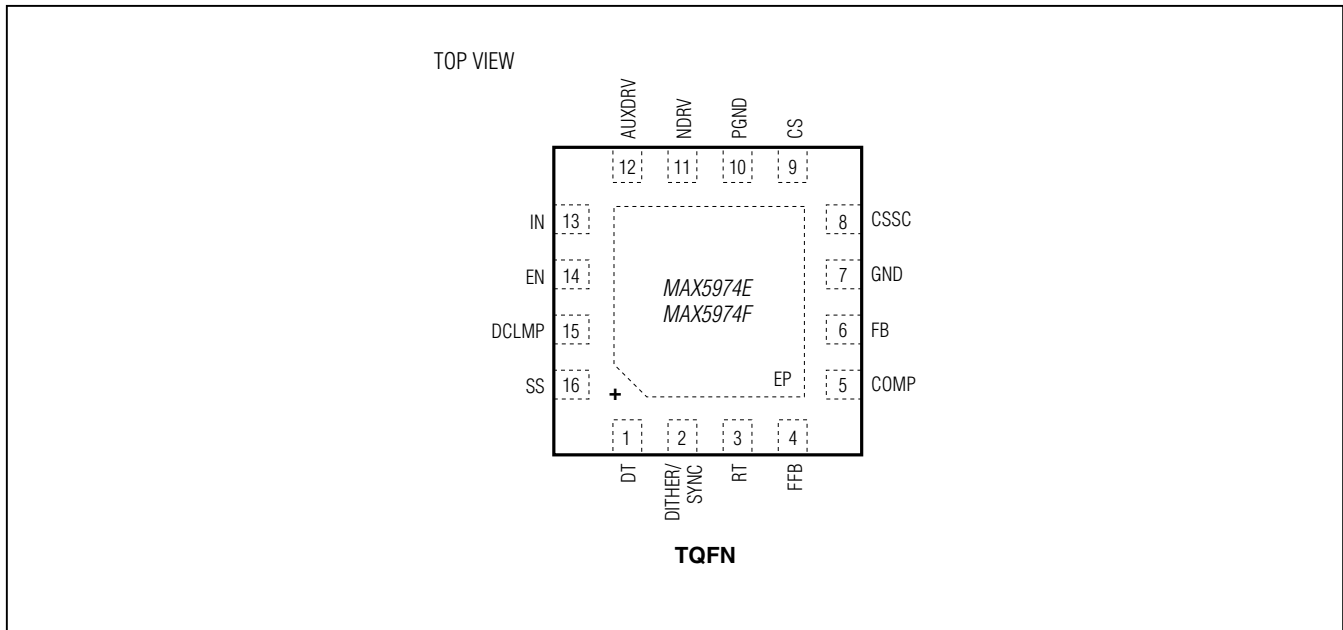 TOP VIEW
AUXDRV
NDRV
PGND
CS
12
11
10
9
IN
13
8
CSSC
EN
14
MAX5974E
MAX5974F
7
GND
DCLMP
15
6
FB
SS
16
+
EP
5
COMP
1
2
3
4
DT
DITHER/
SYNC
RT
FFB
TQFN